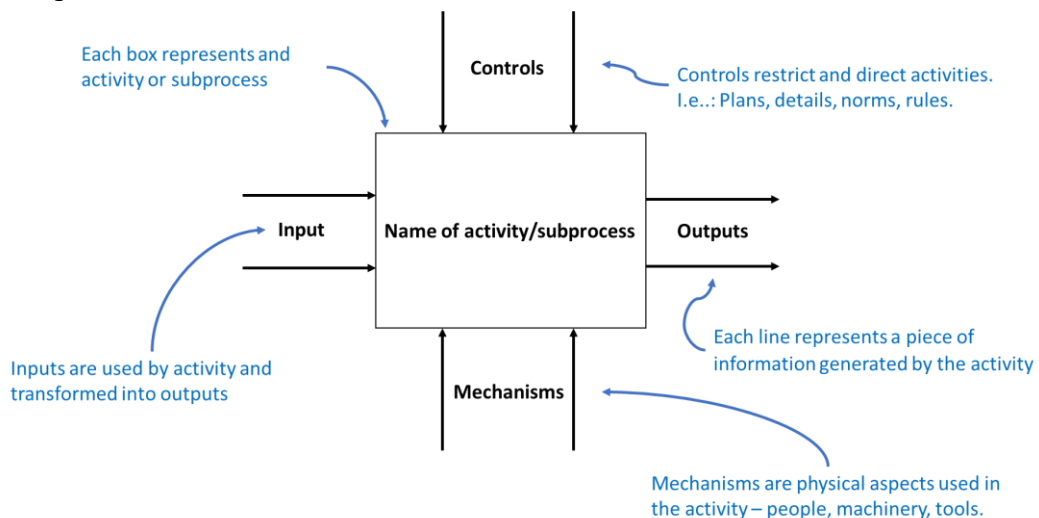 Each box represents and
activity or subprocess
Controls
Controls restrict and direct activities.
I.e..: Plans, details, norms, rules.
Input
Name of activity/subprocess
Outputs
Inputs are used by activity and
transformed into outputs
Each line represents a piece of
information generated by the activity
Mechanisms
Mechanisms are physical aspects used in
the activity – people, machinery, tools.